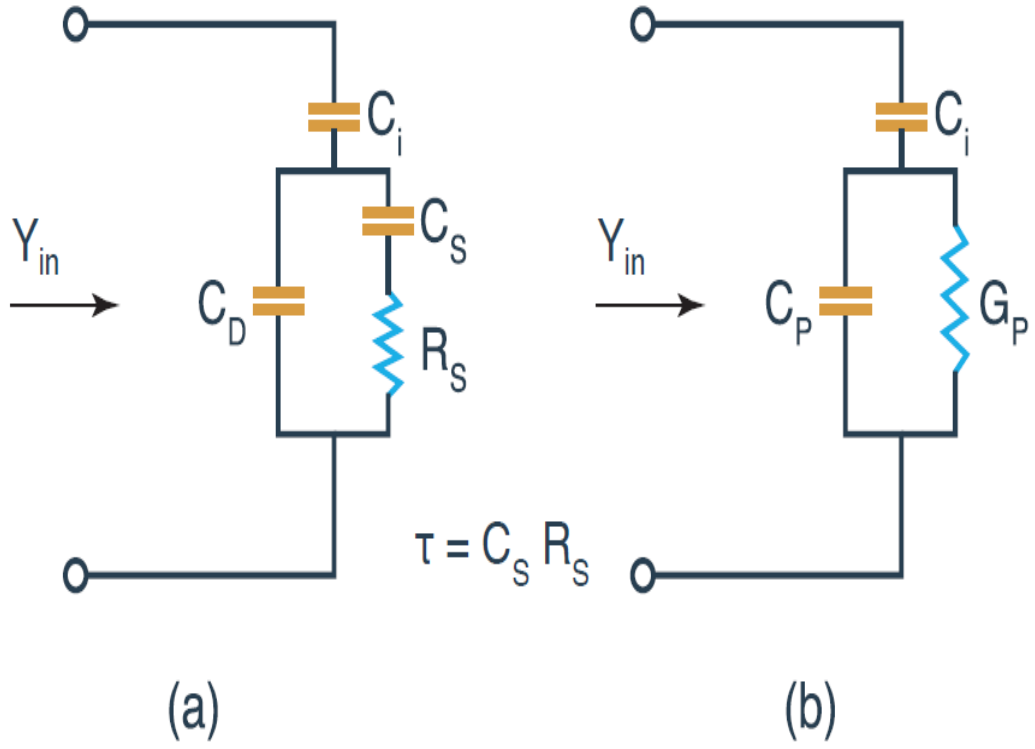 C_i
C_S
Y_in
C_D
R_S
(a)
τ = C_S R_S
C_i
Y_in
C_P
G_P
(b)